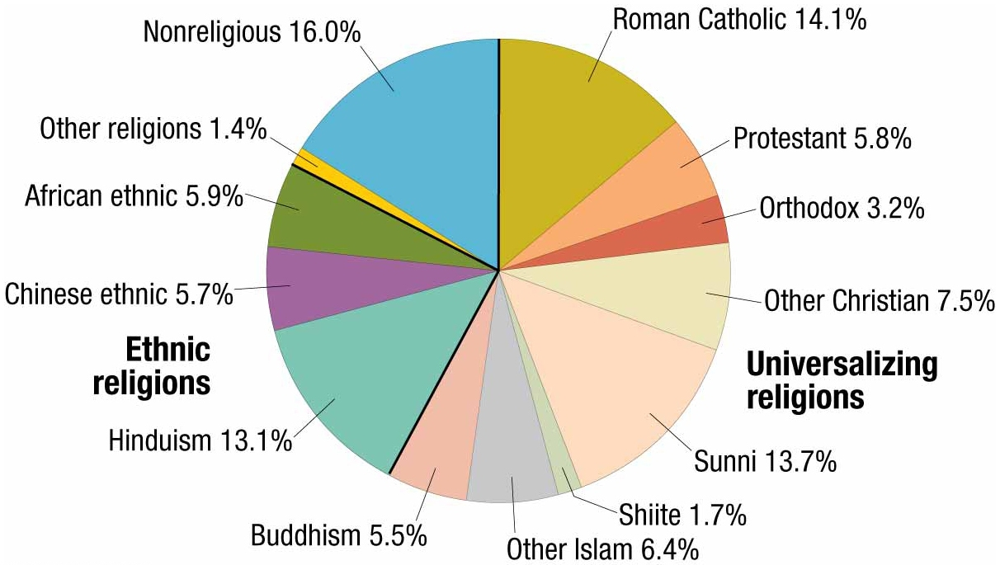 Roman Catholic 14.1%
Nonreligious 16.0%
Other religions 1.4%
Protestant 5.8%
African ethnic 5.9%
Orthodox 3.2%
Chinese ethnic 5.7%
Other Christian 7.5%
Ethnic
religions
Universalizing
religions
Hinduism 13.1%
Sunni 13.7%
Shiite 1.7%
Buddhism 5.5%
Other Islam 6.4%